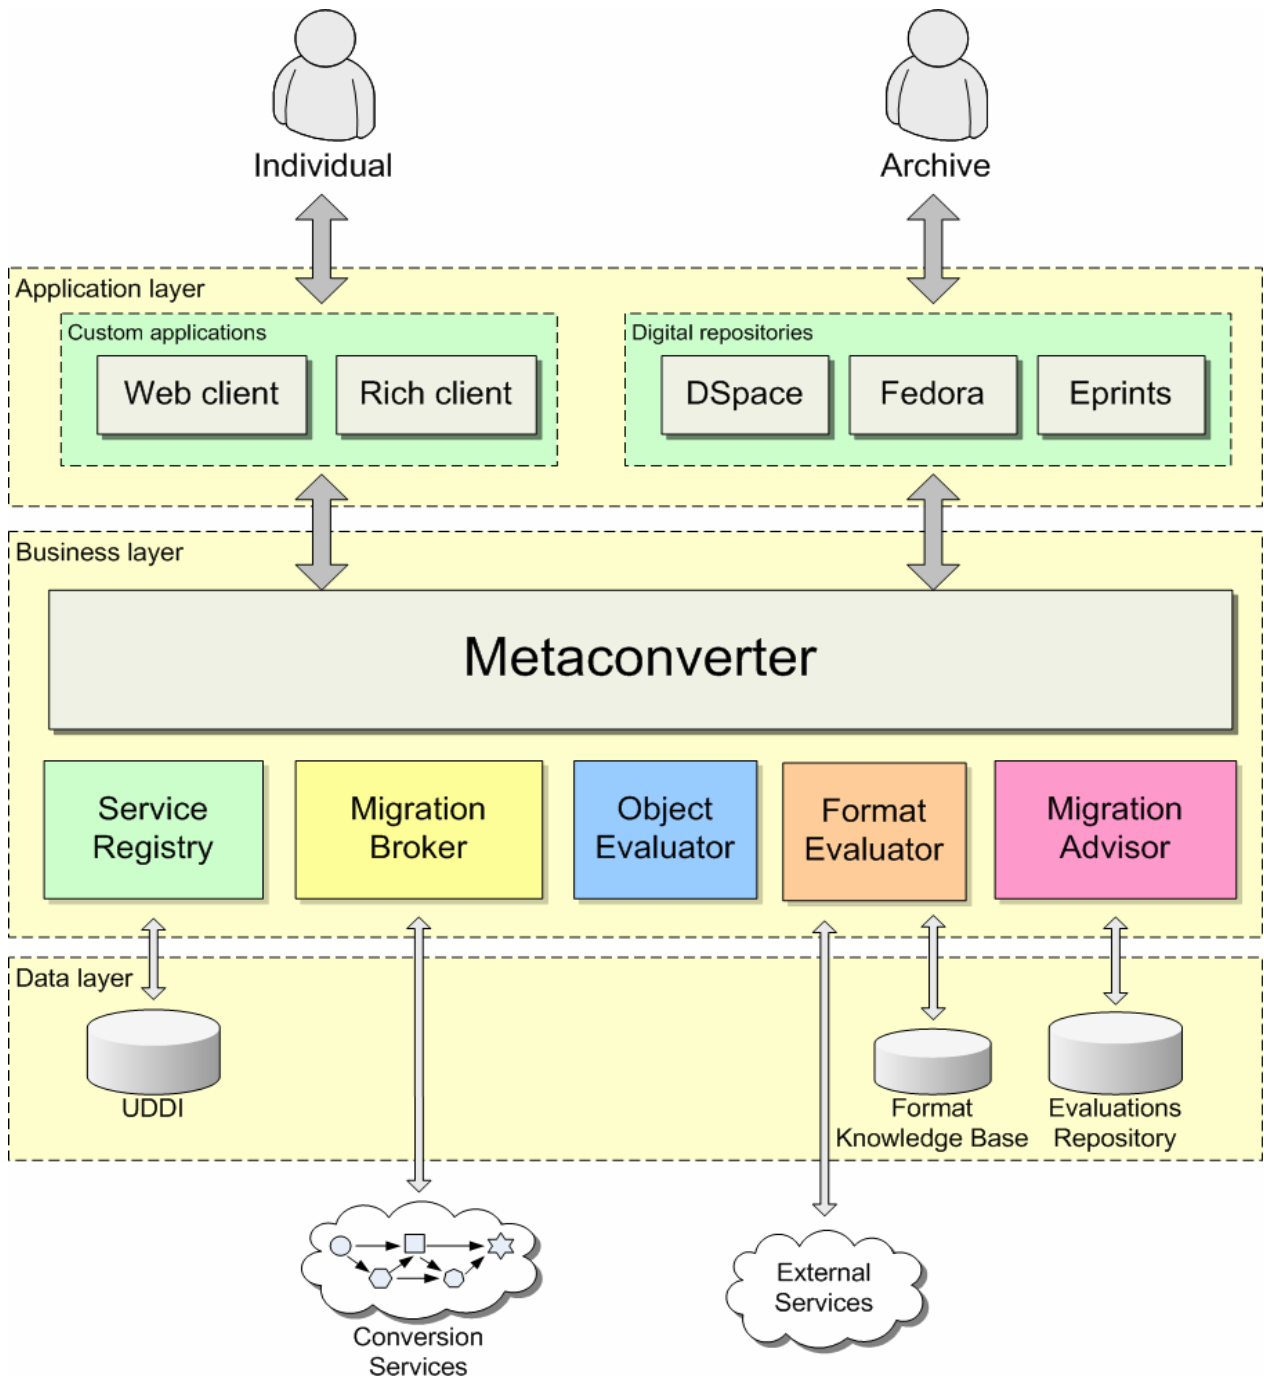 Individual
Archive
Application layer
Custom applications
Web client
Rich client
Digital repositories
DSpace
Fedora
Eprints
Business layer
Metaconverter
Service
Registry
Migration
Broker
Object
Evaluator
Format
Evaluator
Migration
Advisor
Data layer
UDDI
Format
Knowledge Base
Evaluations
Repository
Conversion
Services
External
Services